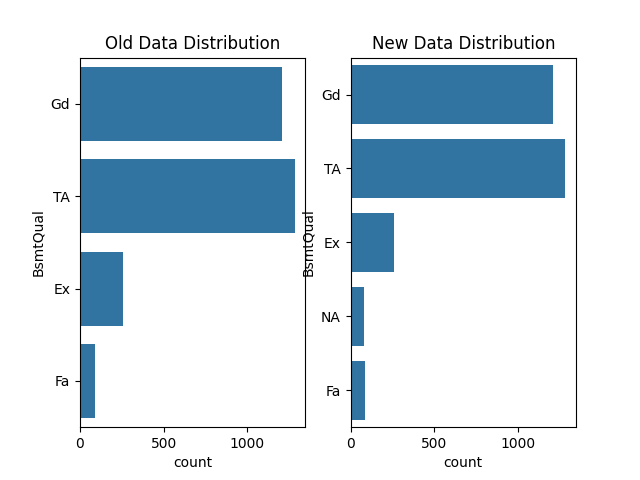 Old Data Distribution
Gd
TA
Ex
Fa
BsmtQual
0 500 1000
count
New Data Distribution
Gd
TA
Ex
NA
Fa
BsmtQual
0 500 1000
count